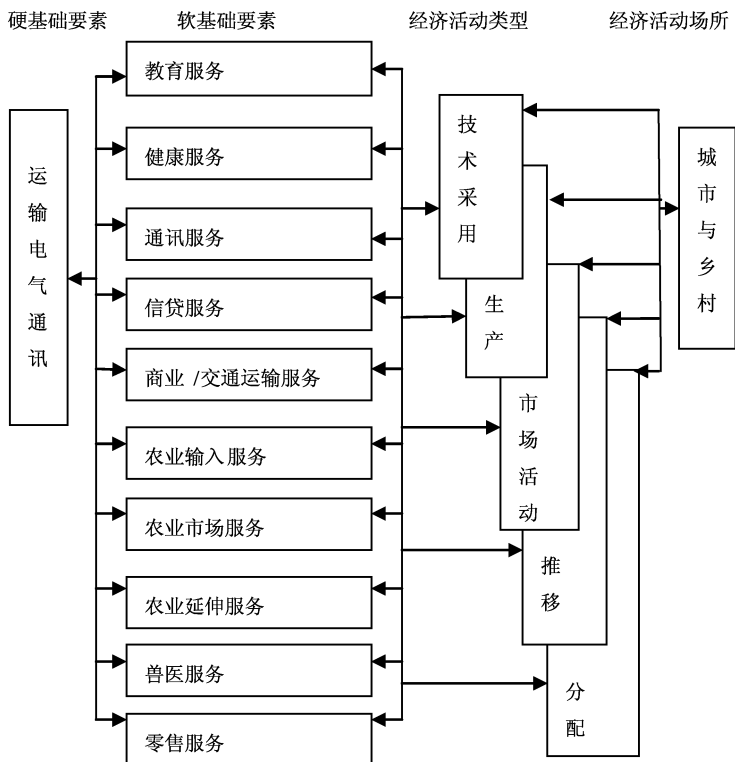 硬基础要素 软基础要素 经济活动类型 经济活动场所
运输电气通讯
教育服务
健康服务
通讯服务
信贷服务
商业 /交通运输服务
农业输入服务
农业市场服务
农业延伸服务
兽医服务
零售服务
技术采用
生产
市场活动
推移
分配
城市与乡村